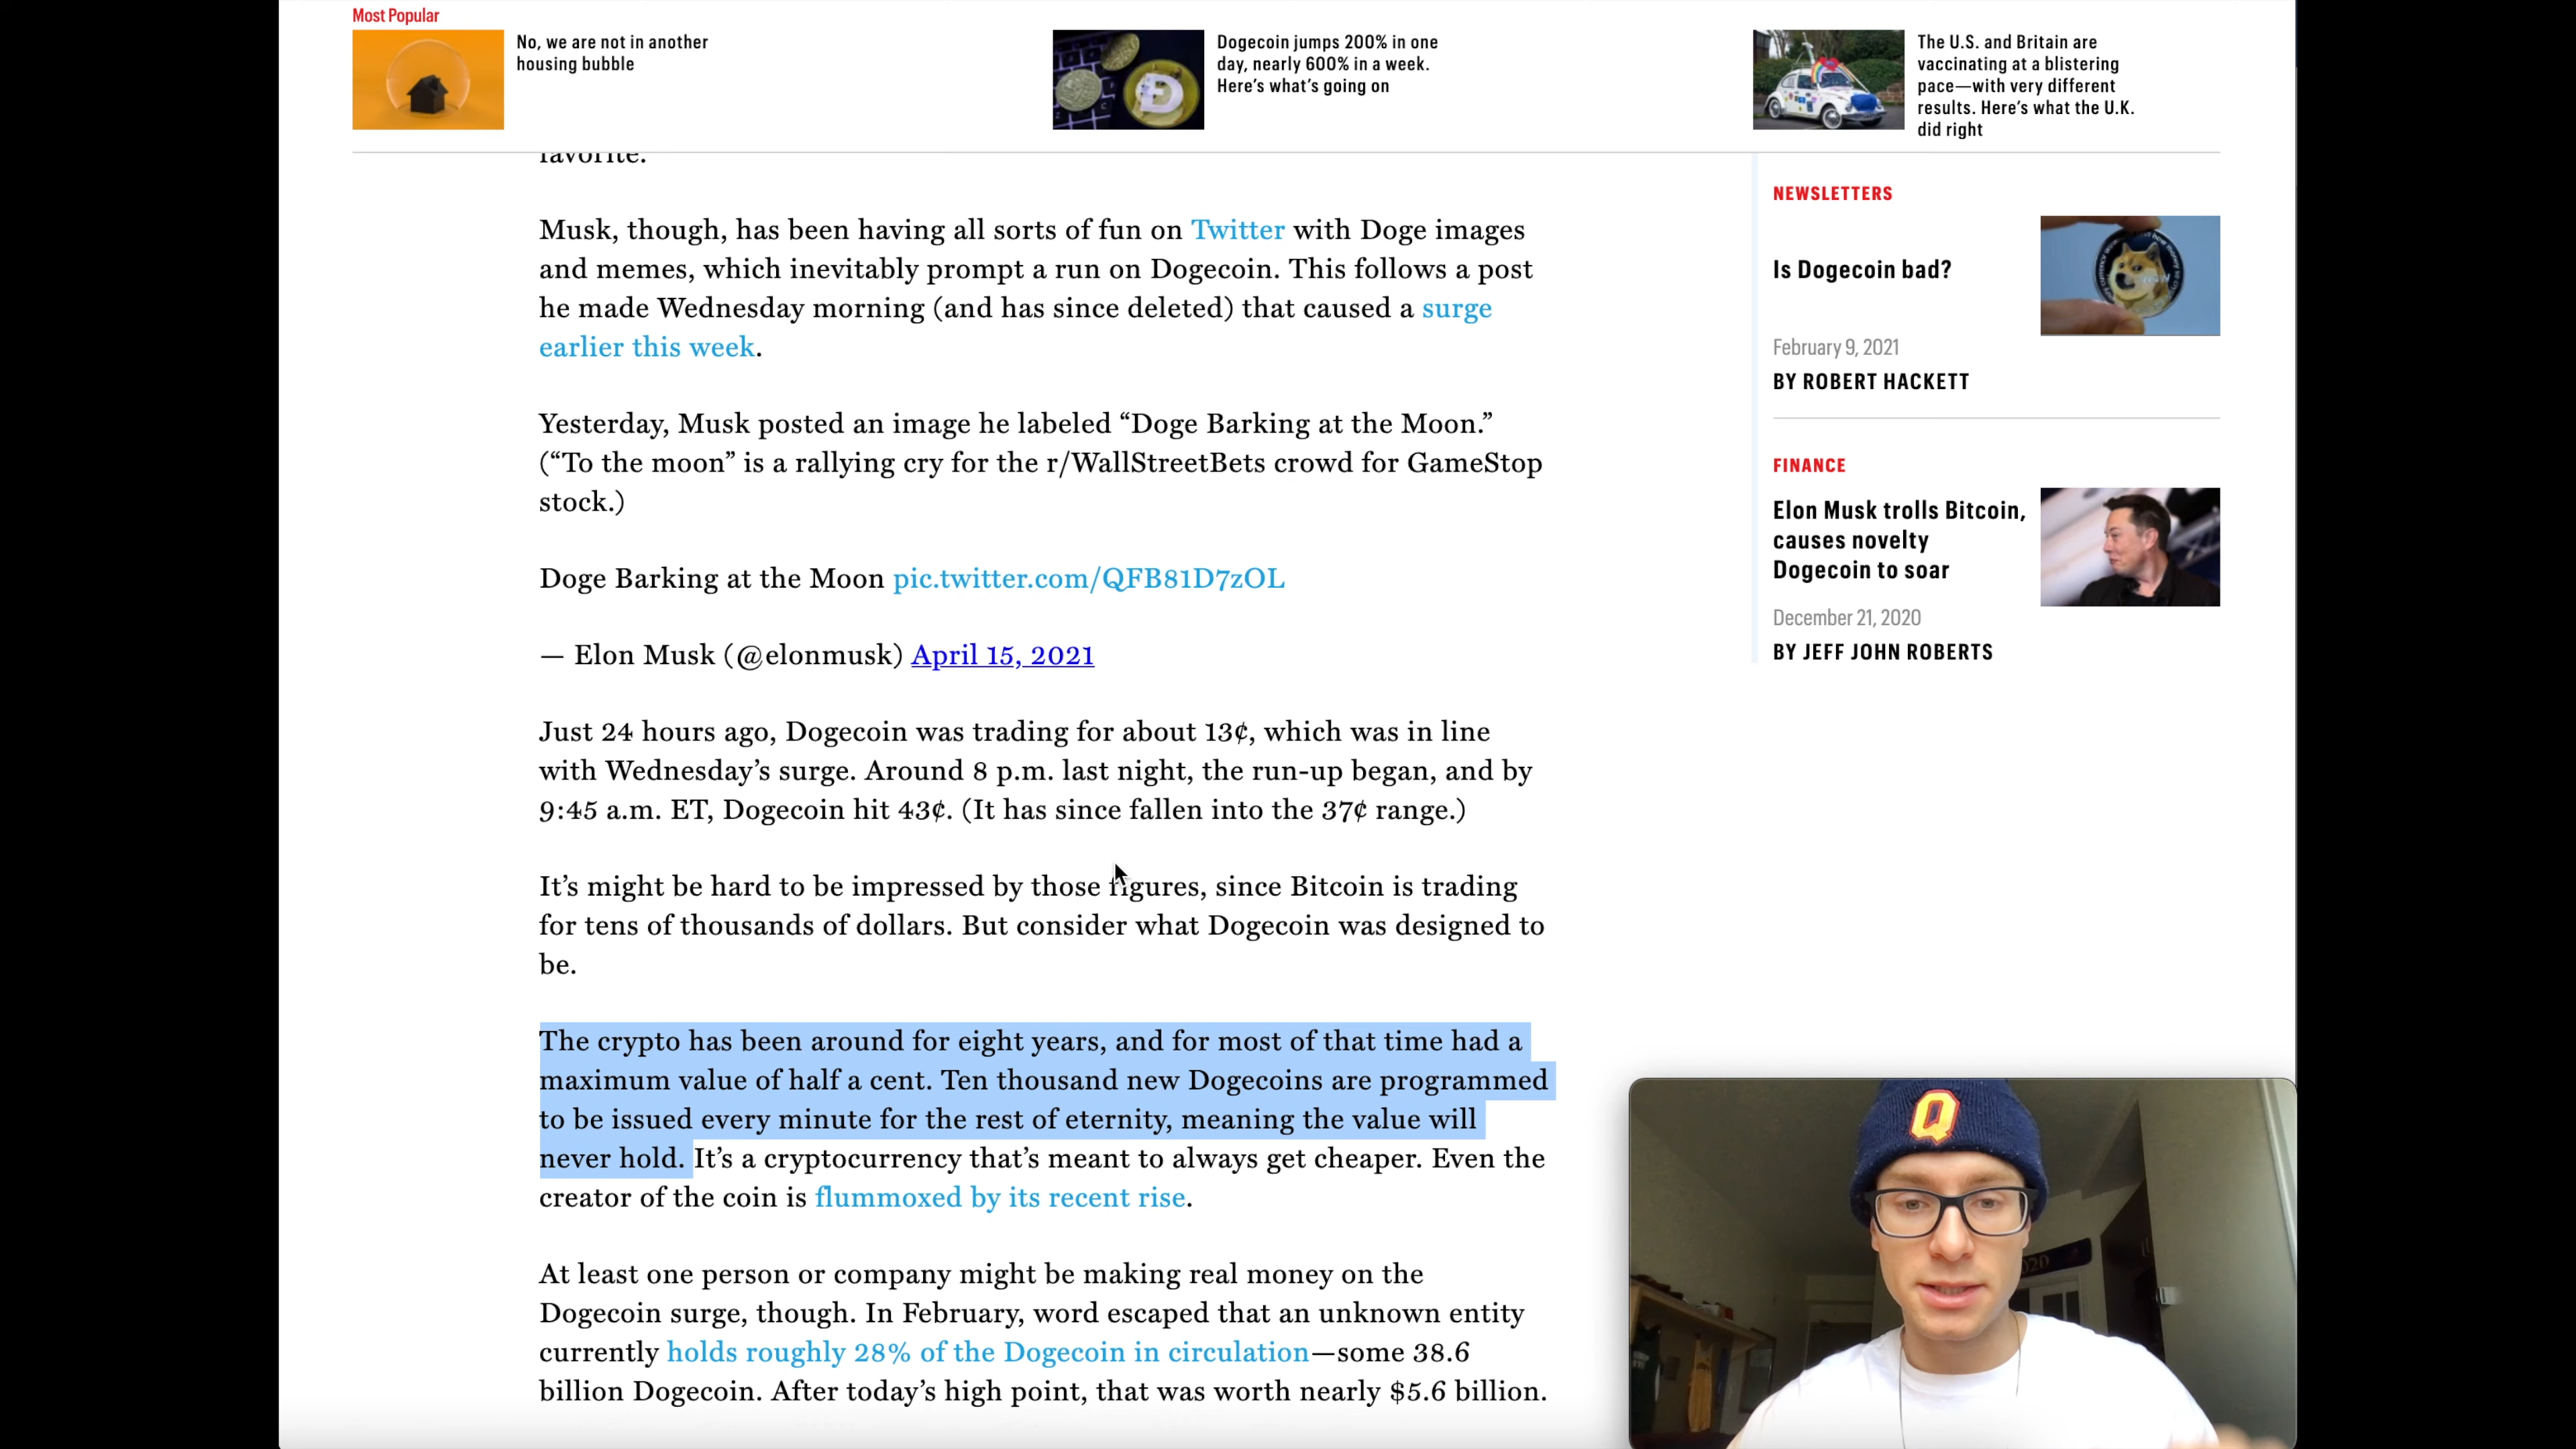 Most Popular
No, we are not in another
housing bubble
Dogecoin jumps 200% in one
day, nearly 600% in a week.
Here's what's going on
The U.S. and Britain are
vaccinating at a blistering
pace—with very different
results. Here's what the U.K.
did right
favorite.
Musk, though, has been having all sorts of fun on Twitter with Doge images
and memes, which inevitably prompt a run on Dogecoin. This follows a post
he made Wednesday morning (and has since deleted) that caused a surge
earlier this week.
Yesterday, Musk posted an image he labeled “Doge Barking at the Moon.”
(“To the moon” is a rallying cry for the r/WallStreetBets crowd for GameStop
stock.)
Doge Barking at the Moon pic.twitter.com/QFB81D7zOL
— Elon Musk (@elonmusk) April 15, 2021
Just 24 hours ago, Dogecoin was trading for about 13¢, which was in line
with Wednesday’s surge. Around 8 p.m. last night, the run-up began, and by
9:45 a.m. ET, Dogecoin hit 43¢. (It has since fallen into the 37¢ range.)
It’s might be hard to be impressed by those figures, since Bitcoin is trading
for tens of thousands of dollars. But consider what Dogecoin was designed to
be.
The crypto has been around for eight years, and for most of that time had a
maximum value of half a cent. Ten thousand new Dogecoins are programmed
to be issued every minute for the rest of eternity, meaning the value will
never hold. It’s a cryptocurrency that’s meant to always get cheaper. Even the
creator of the coin is flummoxed by its recent rise.
At least one person or company might be making real money on the
Dogecoin surge, though. In February, word escaped that an unknown entity
currently holds roughly 28% of the Dogecoin in circulation—some 38.6
billion Dogecoin. After today’s high point, that was worth nearly $5.6 billion.
NEWSLETTERS
Is Dogecoin bad?
February 9, 2021
BY ROBERT HACKETT
FINANCE
Elon Musk trolls Bitcoin,
causes novelty
Dogecoin to soar
December 21, 2020
BY JEFF JOHN ROBERTS
Q